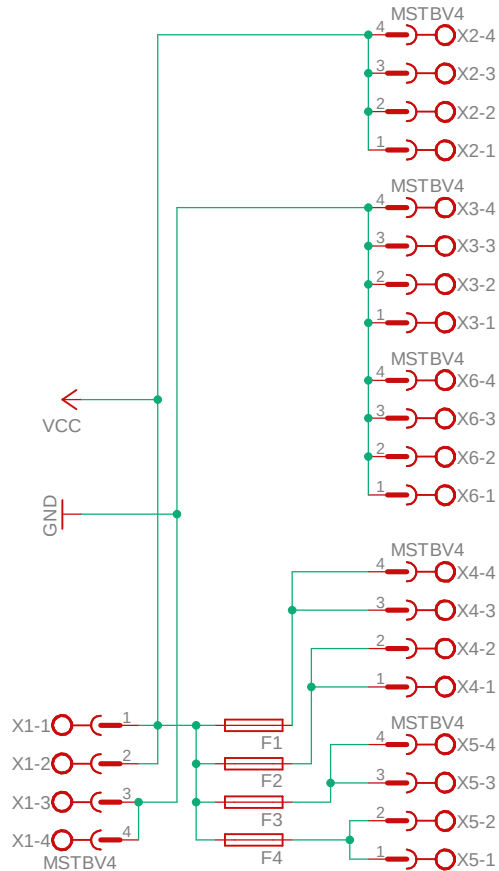 MSTBV4
4 X2-4
3 X2-3
2 X2-2
1 X2-1
MSTBV4
4 X3-4
3 X3-3
2 X3-2
1 X3-1
MSTBV4
4 X6-4
3 X6-3
2 X6-2
1 X6-1
VCC
GND
MSTBV4
4 X4-4
3 X4-3
2 X4-2
1 X4-1
MSTBV4
4 X5-4
3 X5-3
2 X5-2
1 X5-1
X1-1 1
X1-2 2
X1-3 3
X1-4 4
MSTBV4
F1
F2
F3
F4